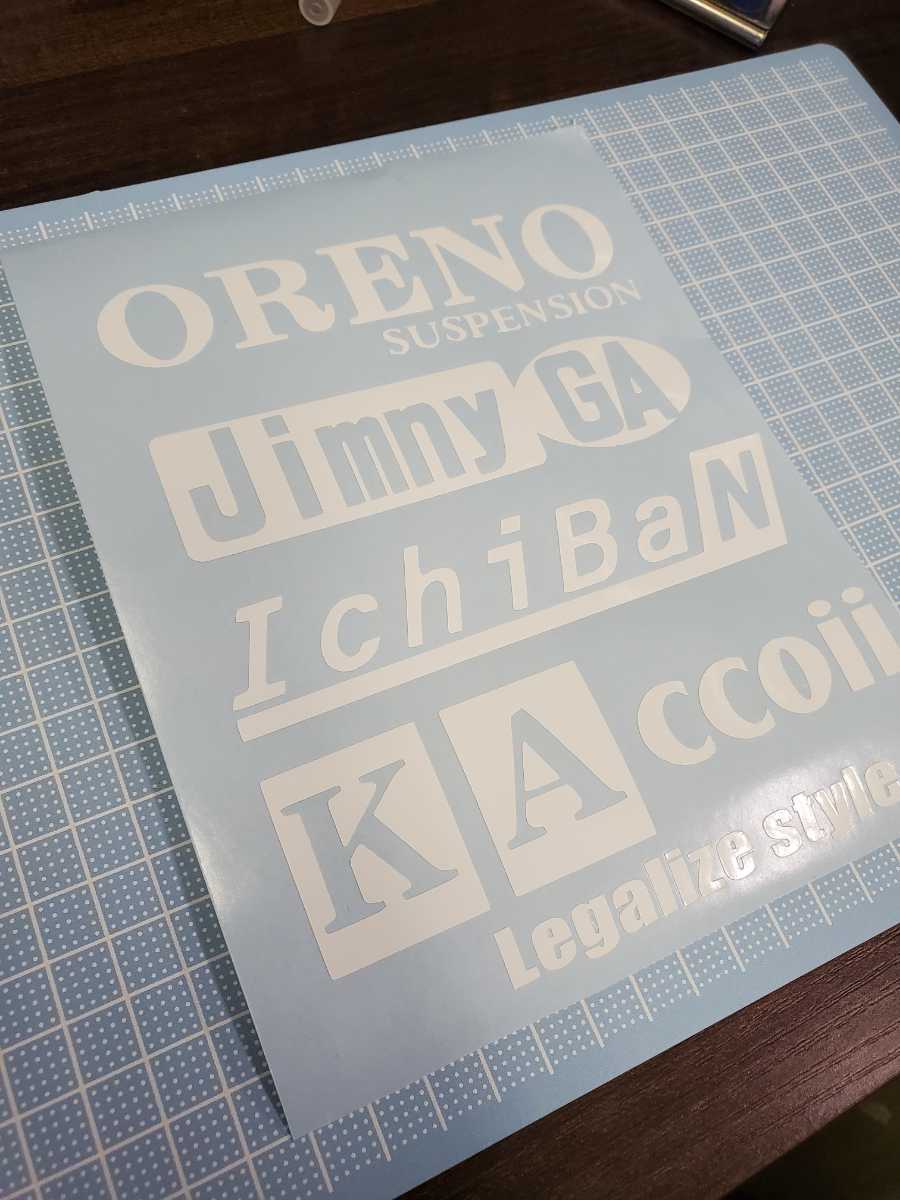 ORENO
SUSPENSION
Jimny GA
IchiBaN
KAccoii
Legalize style